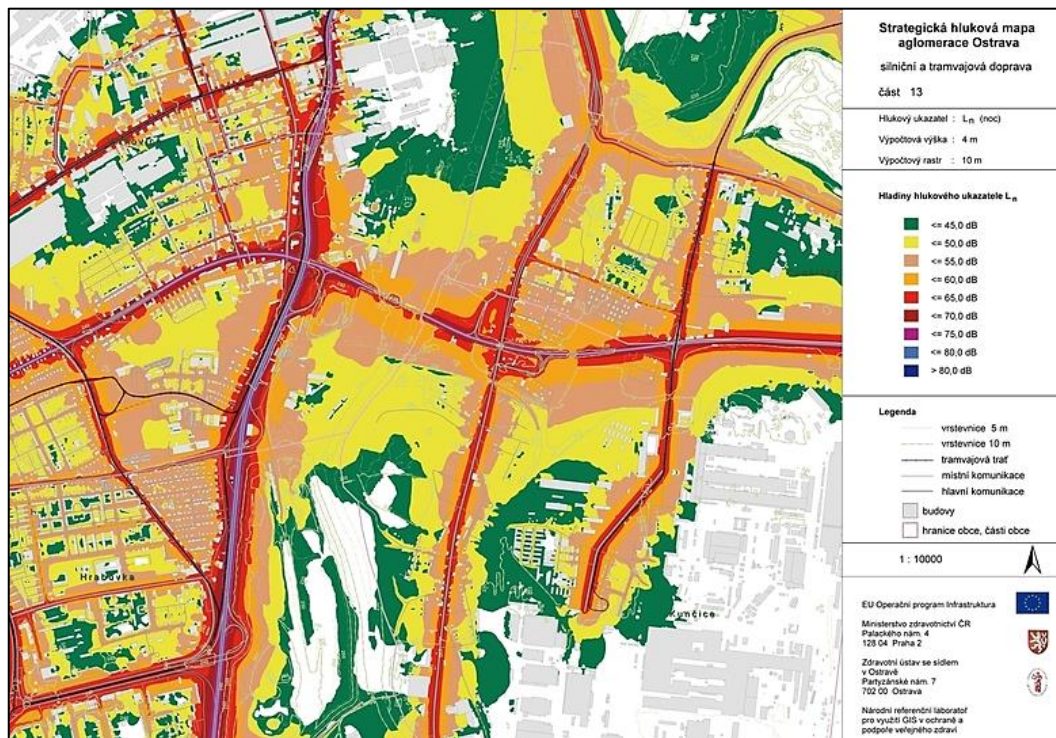 Strategická hluková mapa
aglomerace Ostrava
silniční a tramvajová doprava
část 13
Hlukový ukazatel : Ln (noc)
Výpočtová výška : 4 m
Výpočtový rastr : 10 m
Hladiny hlukového ukazatele Ln
<= 45,0 dB
<= 50,0 dB
<= 55,0 dB
<= 60,0 dB
<= 65,0 dB
<= 70,0 dB
<= 75,0 dB
<= 80,0 dB
> 80,0 dB
Legenda
vrstevnice 5 m
vrstevnice 10 m
tramvajová trať
místní komunikace
hlavní komunikace
budovy
hranice obce, části obce
1 : 10000
EU Operační program Infrastruktura
Ministerstvo zdravotnictví ČR
Palackého nám. 4
128 04 Praha 2
Zdravotní ústav se sídlem
v Ostravě
Partyzánské nám. 7
702 00 Ostrava
Národní referenční laboratoř
pro využití GIS v ochraně a
podpoře veřejného zdraví
Hrabůvka
Kunčice